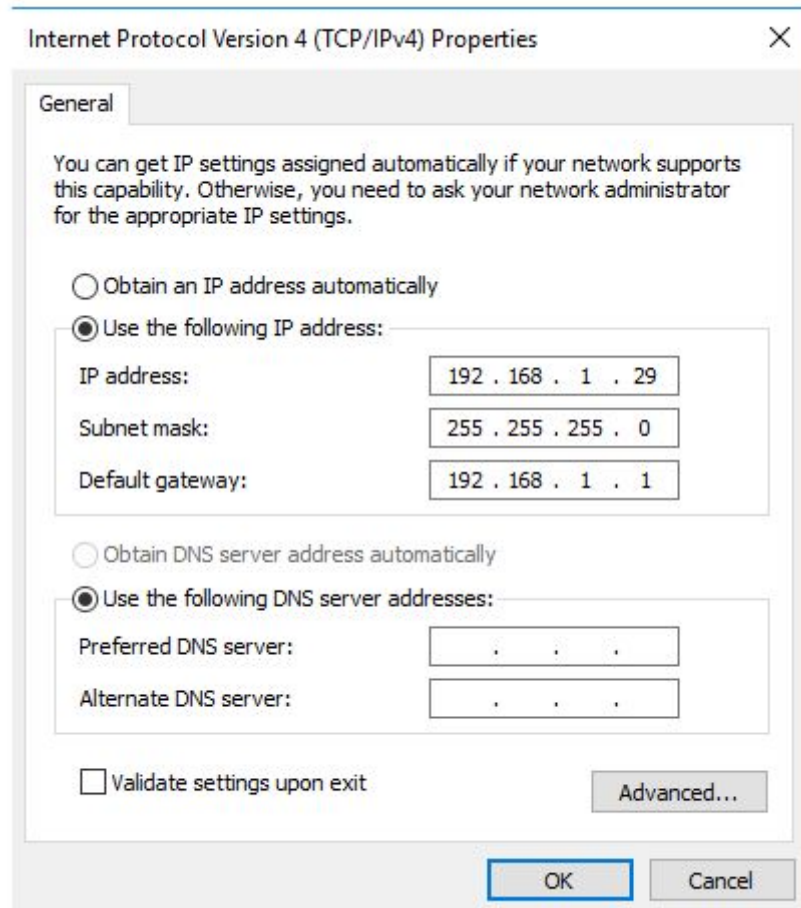 Internet Protocol Version 4 (TCP/IPv4) Properties
General
You can get IP settings assigned automatically if your network supports
this capability. Otherwise, you need to ask your network administrator
for the appropriate IP settings.
Obtain an IP address automatically
Use the following IP address:
IP address: 192 . 168 . 1 . 29
Subnet mask: 255 . 255 . 255 . 0
Default gateway: 192 . 168 . 1 . 1
Obtain DNS server address automatically
Use the following DNS server addresses:
Preferred DNS server: . . .
Alternate DNS server: . . .
Validate settings upon exit
Advanced...
OK Cancel